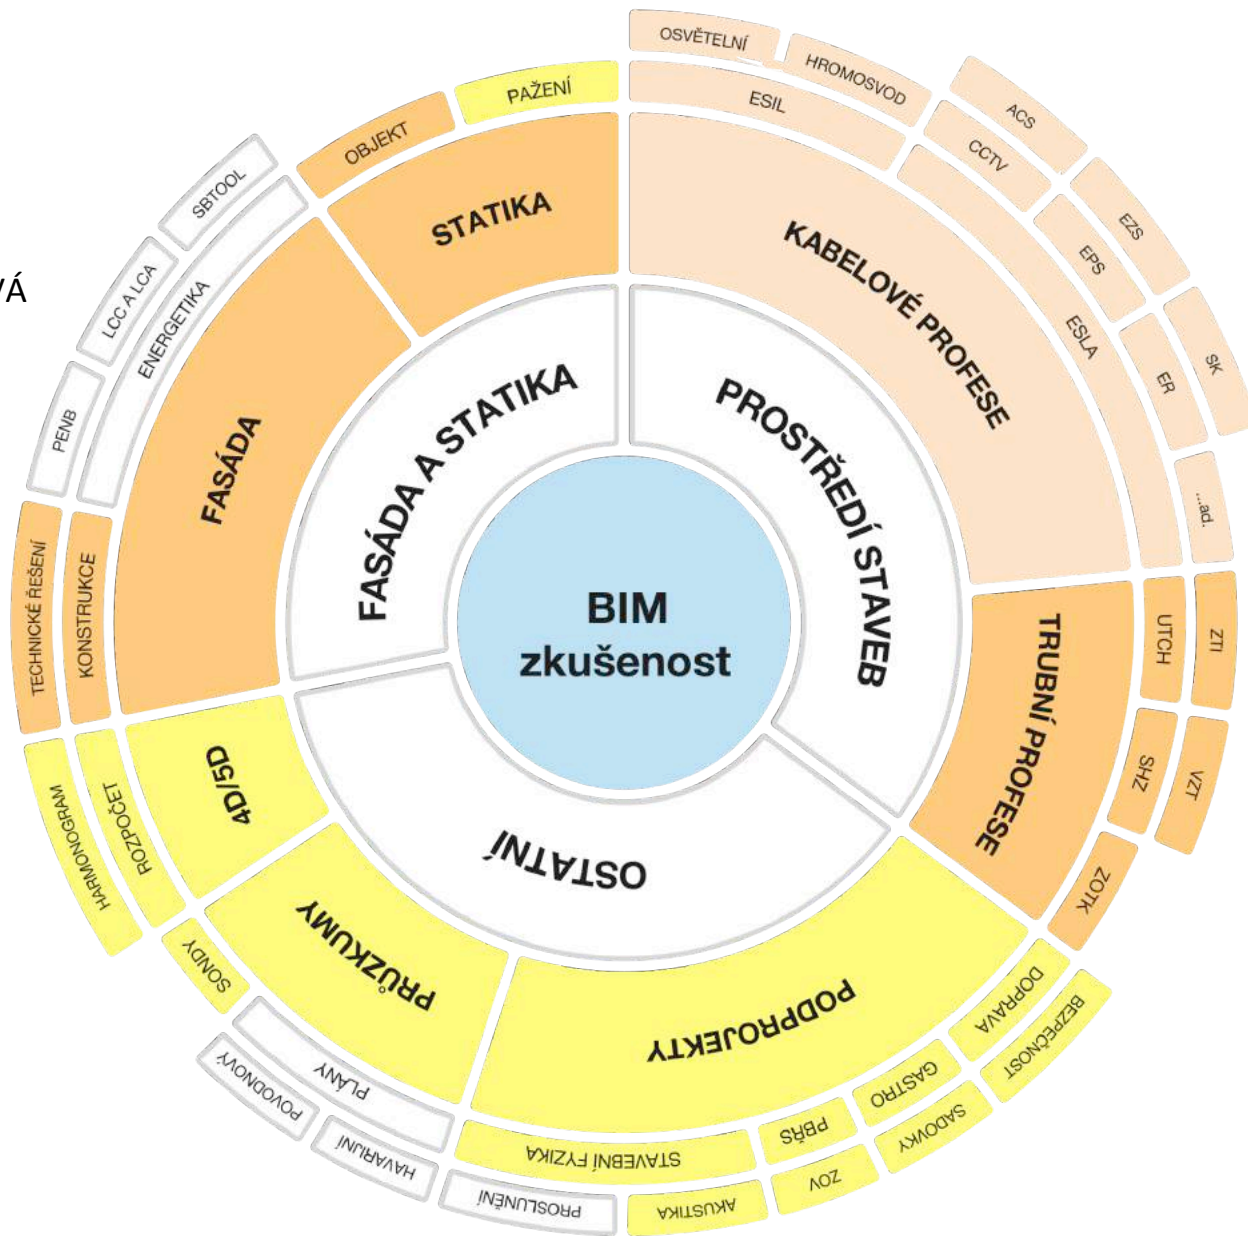 BIM
zkušenost
PROSTŘEDÍ STAVEB
KABELOVÉ PROFESE
ESIL
OSVĚTELNÍ
HROMOSVOD
ESLA
CCTV
ACS
EPS
EZS
ER
SK
...ad.
TRUBNÍ PROFESE
UTCH
ZTI
SHZ
VZT
ZOTK
OSTATNÍ
PODPROJEKTY
DOPRAVA
BEZPEČNOST
GASTRO
SADOVKY
PBŘS
ZOV
STAVEBNÍ FYZIKA
AKUSTIKA
PROSLUNĚNÍ
PRŮZKUMY
PLÁNY
HAVARIJNÍ
POVODNOVÝ
SONDY
4D/5D
ROZPOČET
HARMONOGRAM
FASÁDA A STATIKA
FASÁDA
KONSTRUKCE
TECHNICKÉ ŘEŠENÍ
ENERGETIKA
PENB
LCC A LCA
SBTOOL
STATIKA
OBJEKT
PAŽENÍ
VÁ